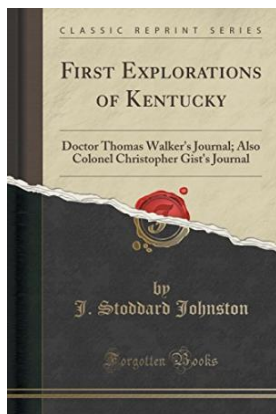 CLASSIC REPRINT SERIES
FIRST EXPLORATIONS
OF KENTUCKY
Doctor Thomas Walker's Journal; Also
Colonel Christopher Gist's Journal
by
J. Stoddard Johnston
Forgotten Books